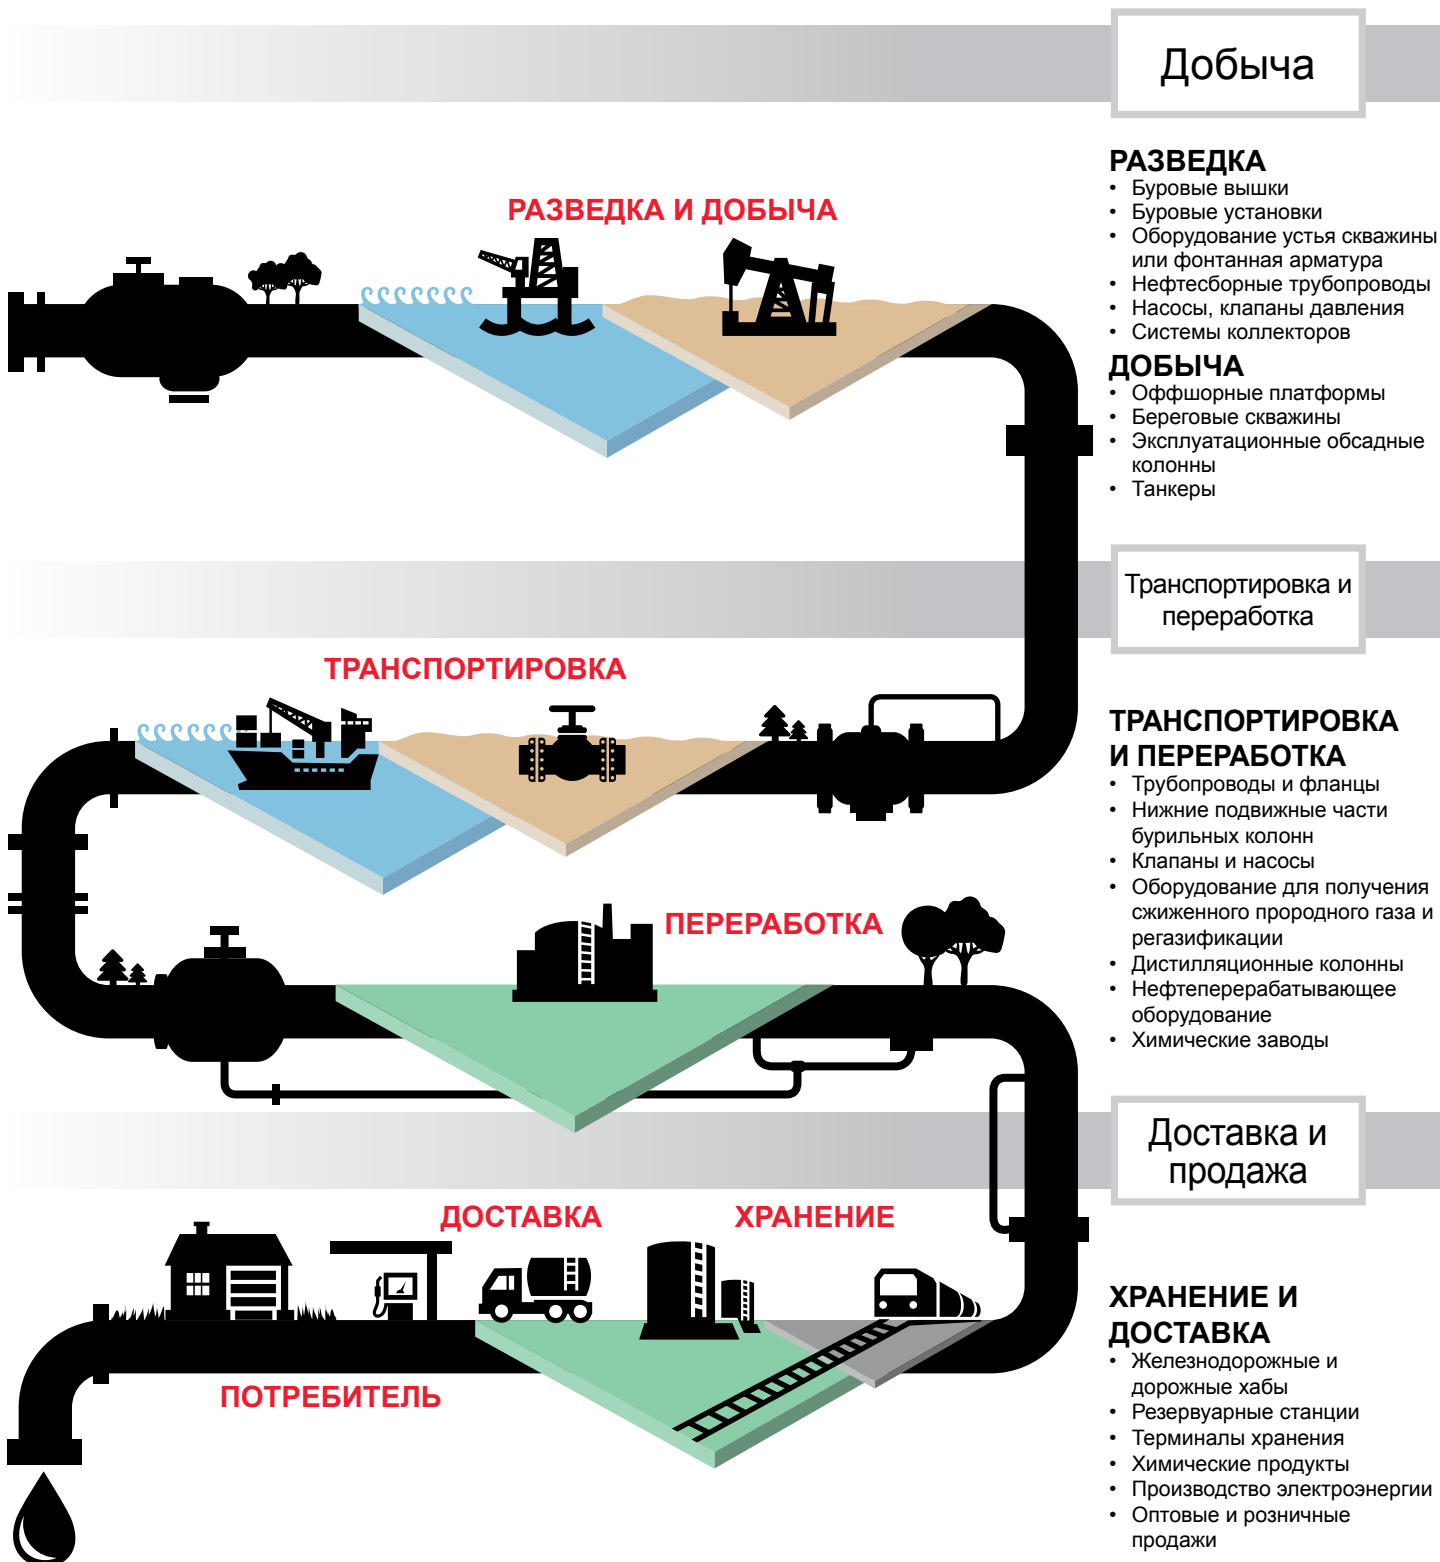 Добыча
РАЗВЕДКА
• Буровые вышки
• Буровые установки
• Оборудование устья скважины
или фонтанная арматура
• Нефтесборные трубопроводы
• Насосы, клапаны давления
• Системы коллекторов
ДОБЫЧА
• Оффшорные платформы
• Береговые скважины
• Эксплуатационные обсадные
колонны
• Танкеры
РАЗВЕДКА И ДОБЫЧА
Транспортировка и
переработка
ТРАНСПОРТИРОВКА
ТРАНСПОРТИРОВКА
И ПЕРЕРАБОТКА
• Трубопроводы и фланцы
• Нижние подвижные части
бурильных колонн
• Клапаны и насосы
• Оборудование для получения
сжиженного прородного газа и
регазификации
• Дистилляционные колонны
• Нефтеперерабатывающее
оборудование
• Химические заводы
ПЕРЕРАБОТКА
Доставка и
продажа
ДОСТАВКА
ХРАНЕНИЕ
ПОТРЕБИТЕЛЬ
ХРАНЕНИЕ И
ДОСТАВКА
• Железнодорожные и
дорожные хабы
• Резервуарные станции
• Терминалы хранения
• Химические продукты
• Производство электроэнергии
• Оптовые и розничные
продажи